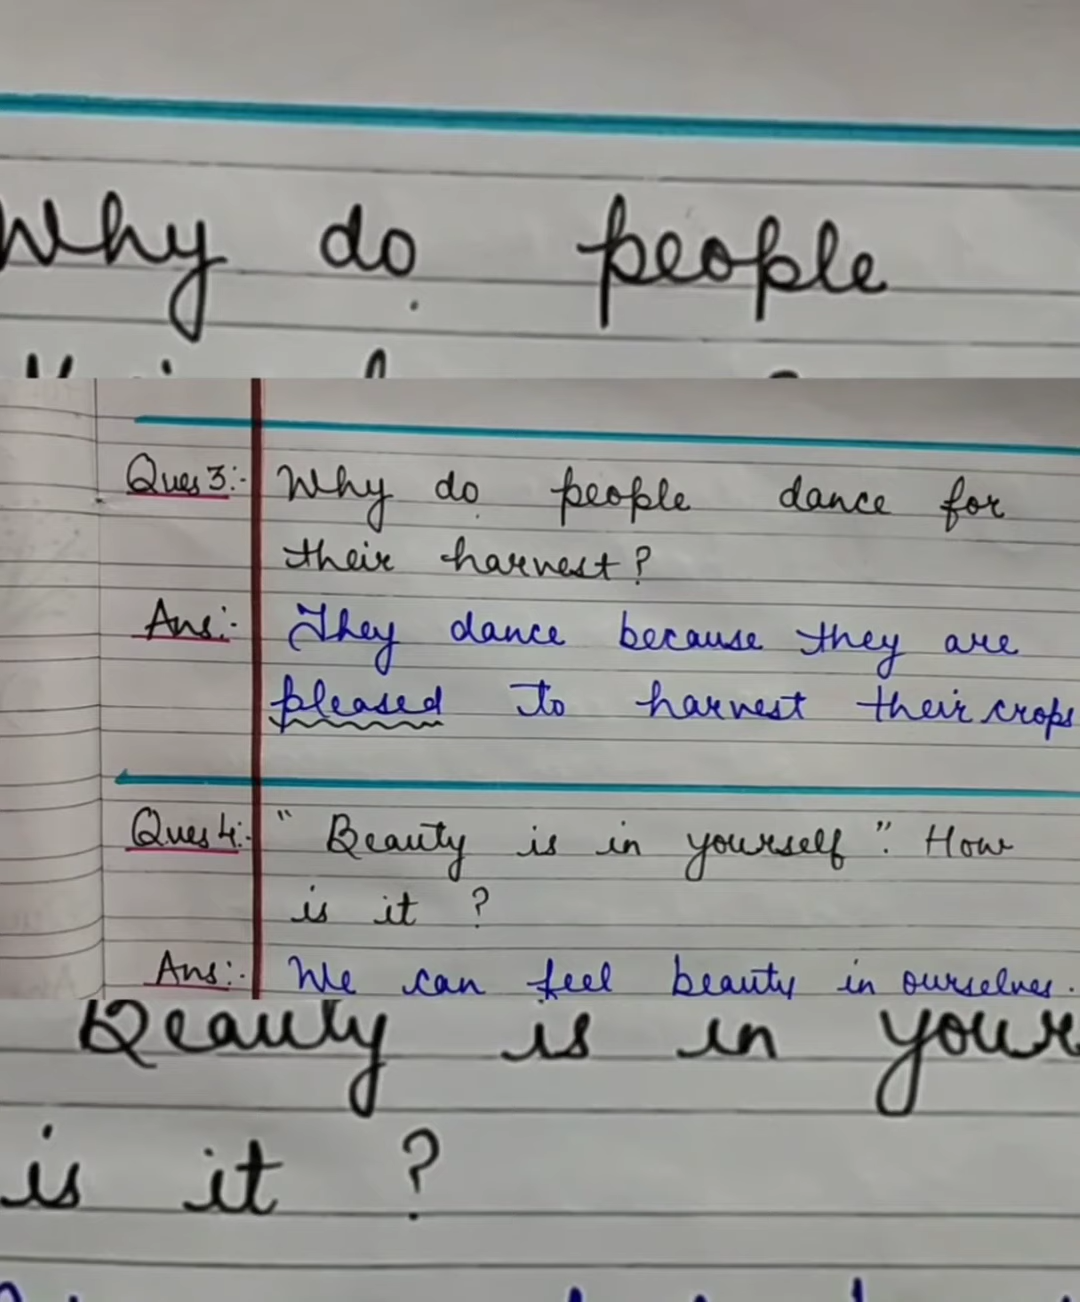 Why do people
Ques 3:- Why do people dance for
their harvest?
Ans:- They dance because they are
pleased to harvest their crops
Ques 4:- " Beauty is in yourself ". How
is it ?
Ans:- We can feel beauty in ourselves.
Beauty is in your
is it ?